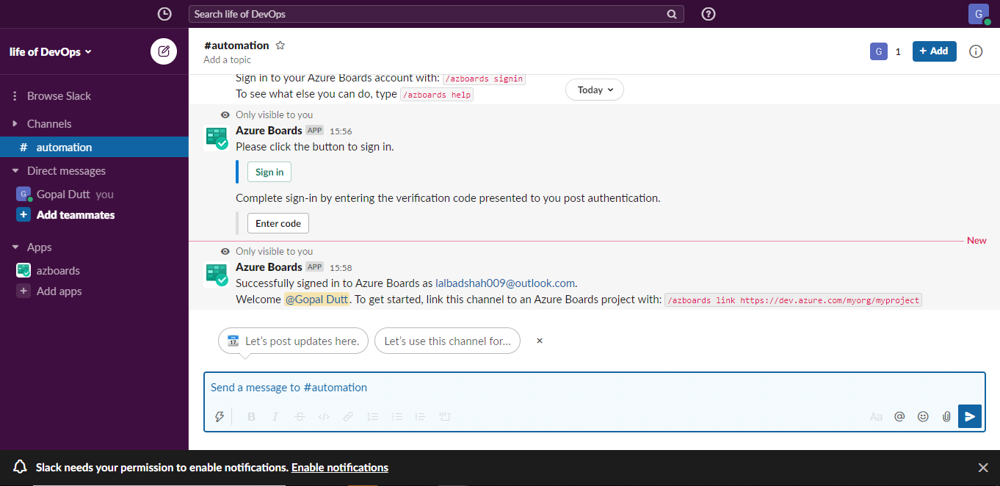 Search life of DevOps
G
life of DevOps
#automation
Add a topic
G 1 + Add
Browse Slack
Channels
# automation
Direct messages
G Gopal Dutt you
+ Add teammates
Apps
azboards
+ Add apps
Sign in to your Azure Boards account with: /azboards signin
To see what else you can do, type /azboards help
Today
Only visible to you
Azure Boards APP 15:56
Please click the button to sign in.
Sign in
Complete sign-in by entering the verification code presented to you post authentication.
Enter code
New
Only visible to you
Azure Boards APP 15:58
Successfully signed in to Azure Boards as lalbadshah009@outlook.com.
Welcome @Gopal Dutt. To get started, link this channel to an Azure Boards project with: /azboards link https://dev.azure.com/myorg/myproject
17 Let's post updates here. Let's use this channel for...
Send a message to #automation
B I S </> Aa @
Slack needs your permission to enable notifications. Enable notifications